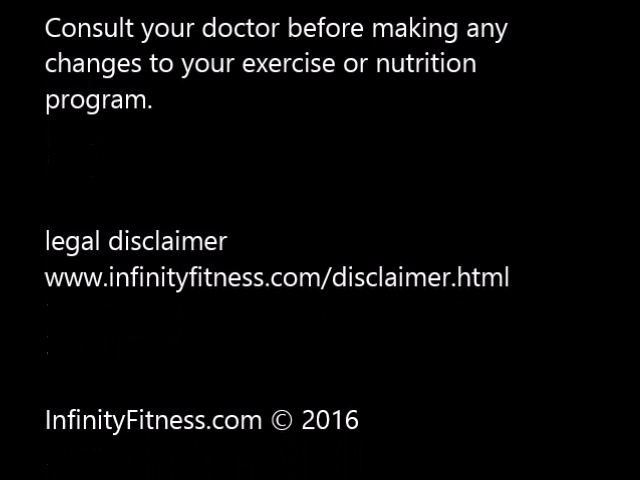 Consult your doctor before making any
changes to your exercise or nutrition
program.
legal disclaimer
www.infinityfitness.com/disclaimer.html
InfinityFitness.com © 2016